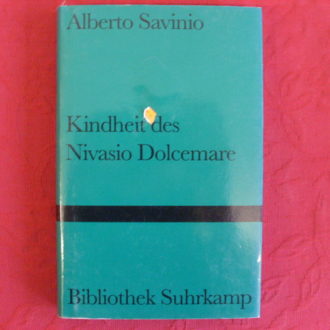 Alberto Savinio
Kindheit des
Nivasio Dolcemare
Bibliothek Suhrkamp